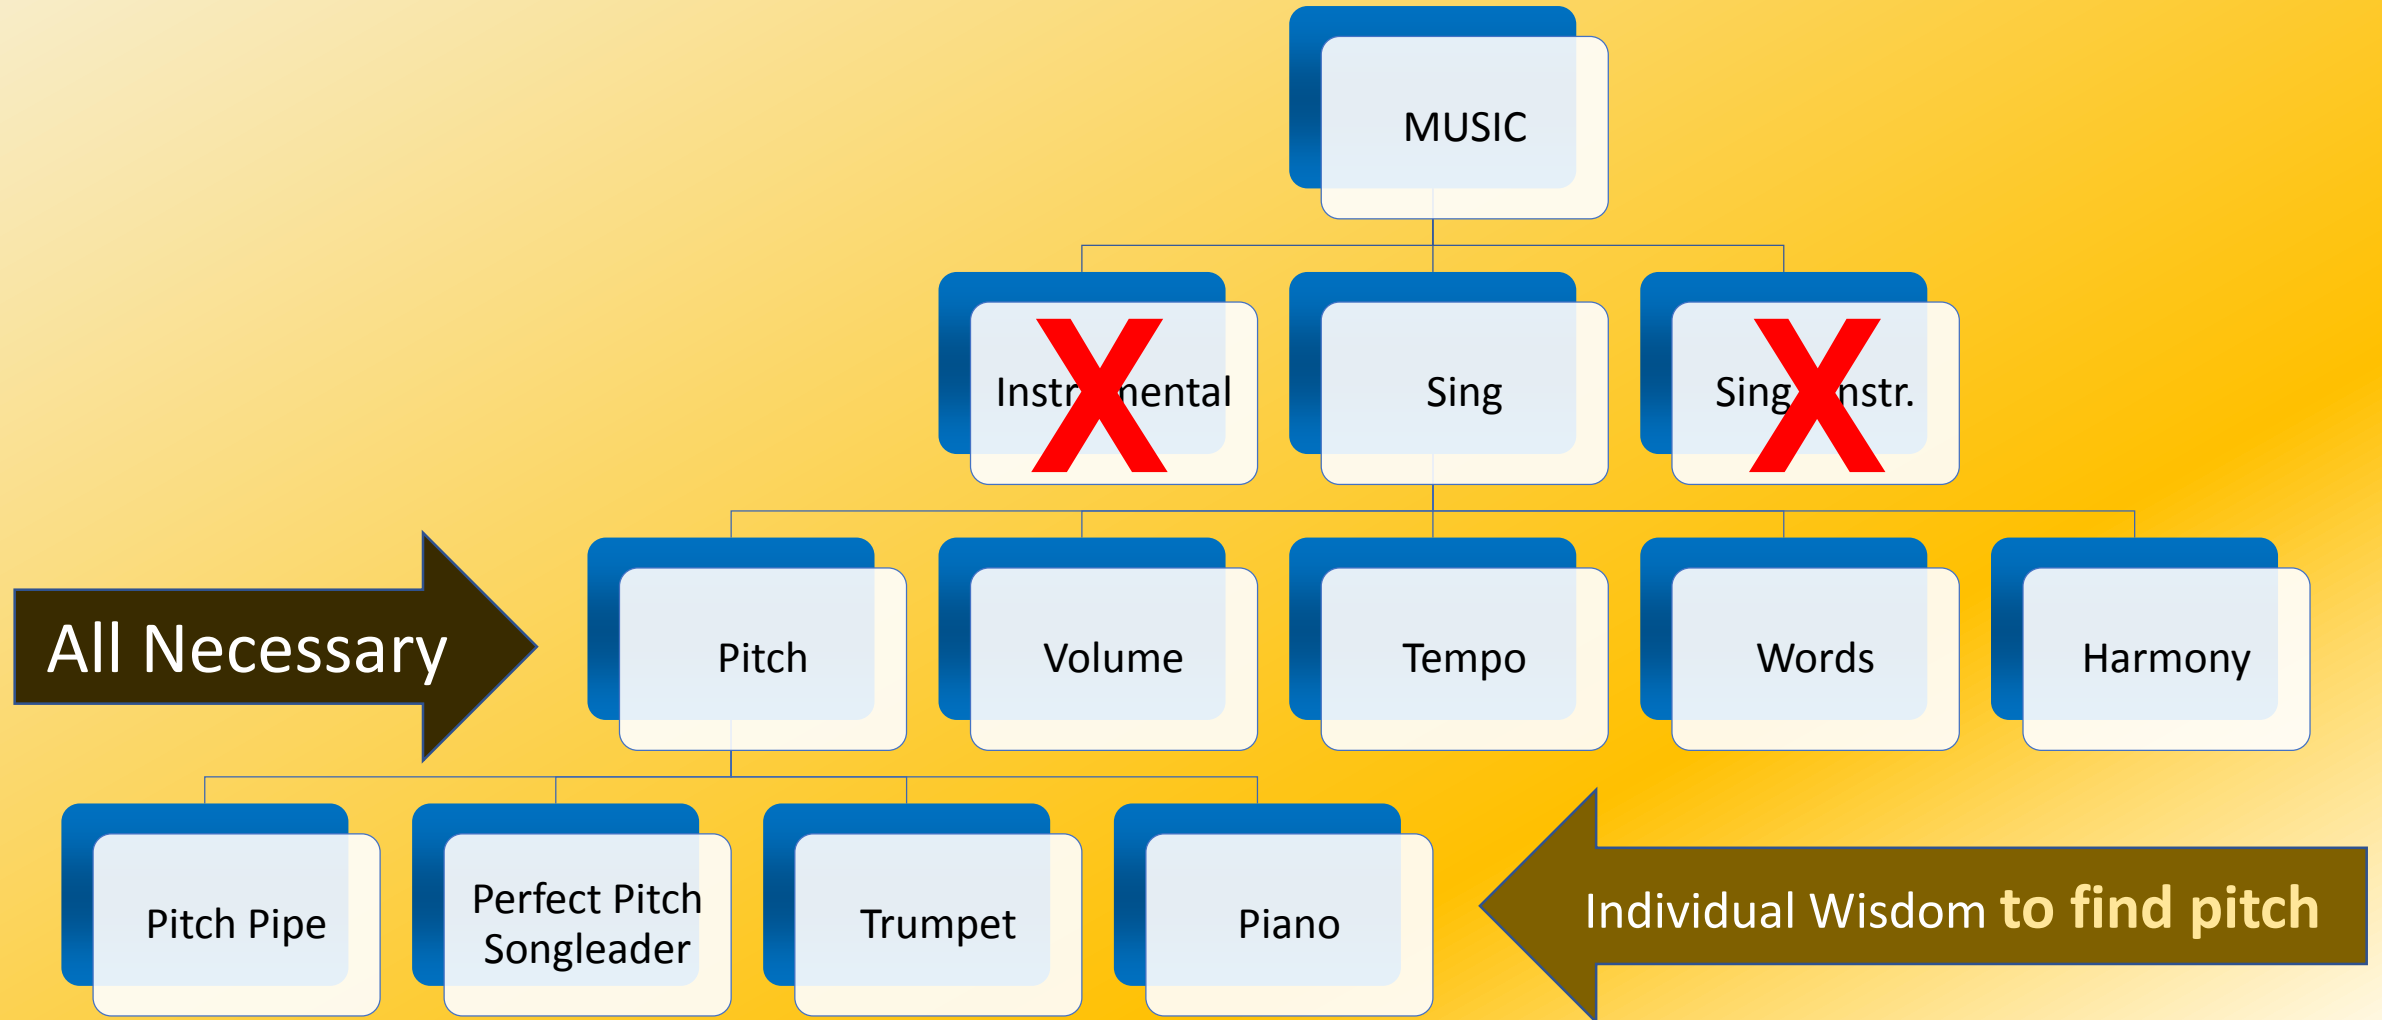 MUSIC
Sing
All Necessary
Pitch
Volume
Tempo
Words
Harmony
Pitch Pipe
Perfect Pitch
Songleader
Trumpet
Piano
Individual Wisdom to find pitch